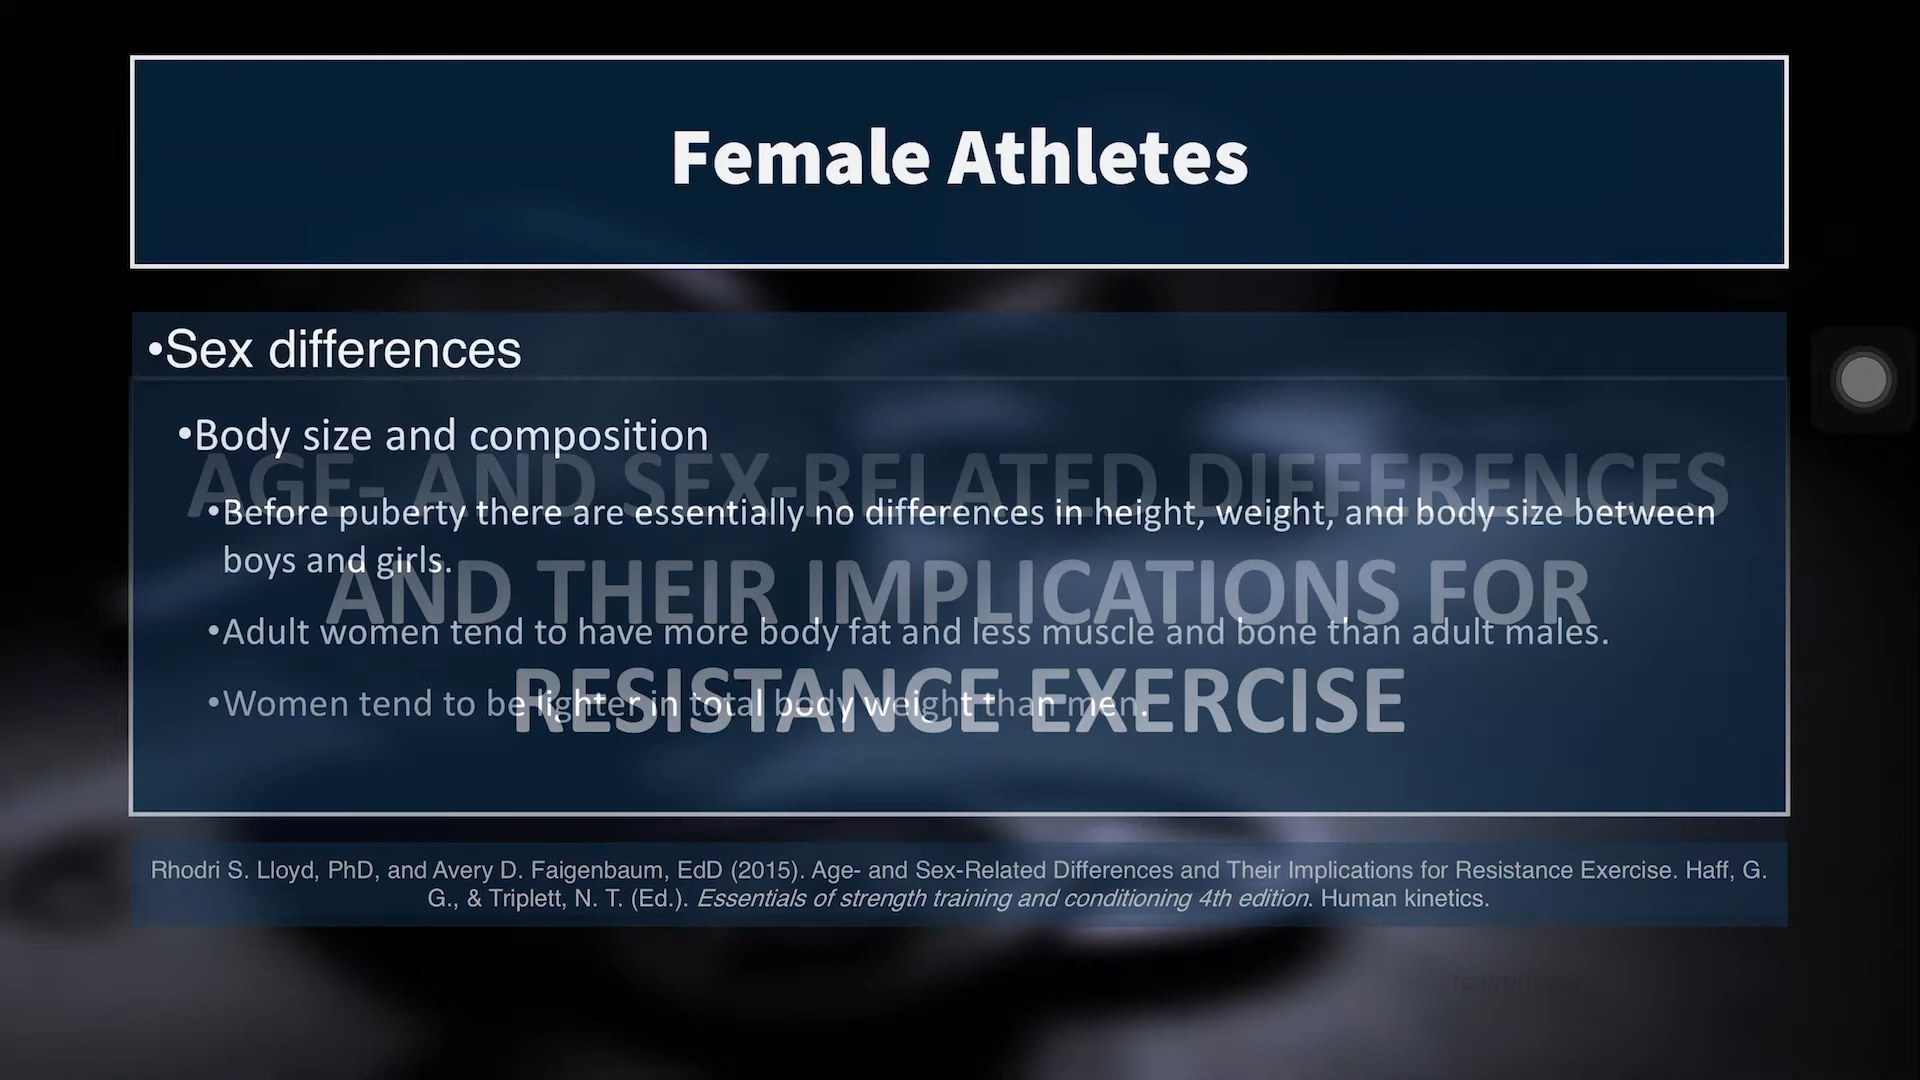 Female Athletes
•Sex differences
•Body size and composition
AGE- AND SEX-RELATED DIFFERENCES
•Before puberty there are essentially no differences in height, weight, and body size between
boys and girls.
AND THEIR IMPLICATIONS FOR
•Adult women tend to have more body fat and less muscle and bone than adult males.
RESISTANCE EXERCISE
•Women tend to be lighter in total body weight than men.
Rhodri S. Lloyd, PhD, and Avery D. Faigenbaum, EdD (2015). Age- and Sex-Related Differences and Their Implications for Resistance Exercise. Haff, G.
G., & Triplett, N. T. (Ed.). Essentials of strength training and conditioning 4th edition. Human kinetics.